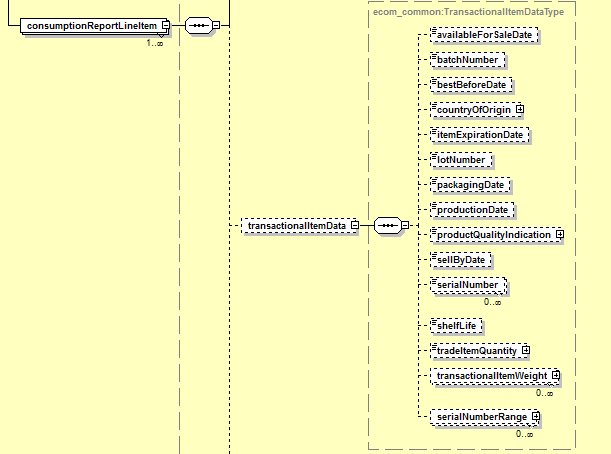 ecom_common:TransactionalItemDataType
consumptionReportLineItem
1..∞
availableForSaleDate
batchNumber
bestBeforeDate
countryOfOrigin
itemExpirationDate
lotNumber
packagingDate
productionDate
transactionalItemData
productQualityIndication
sellByDate
serialNumber
0..∞
shelfLife
tradeItemQuantity
transactionalItemWeight
0..∞
serialNumberRange
0..∞